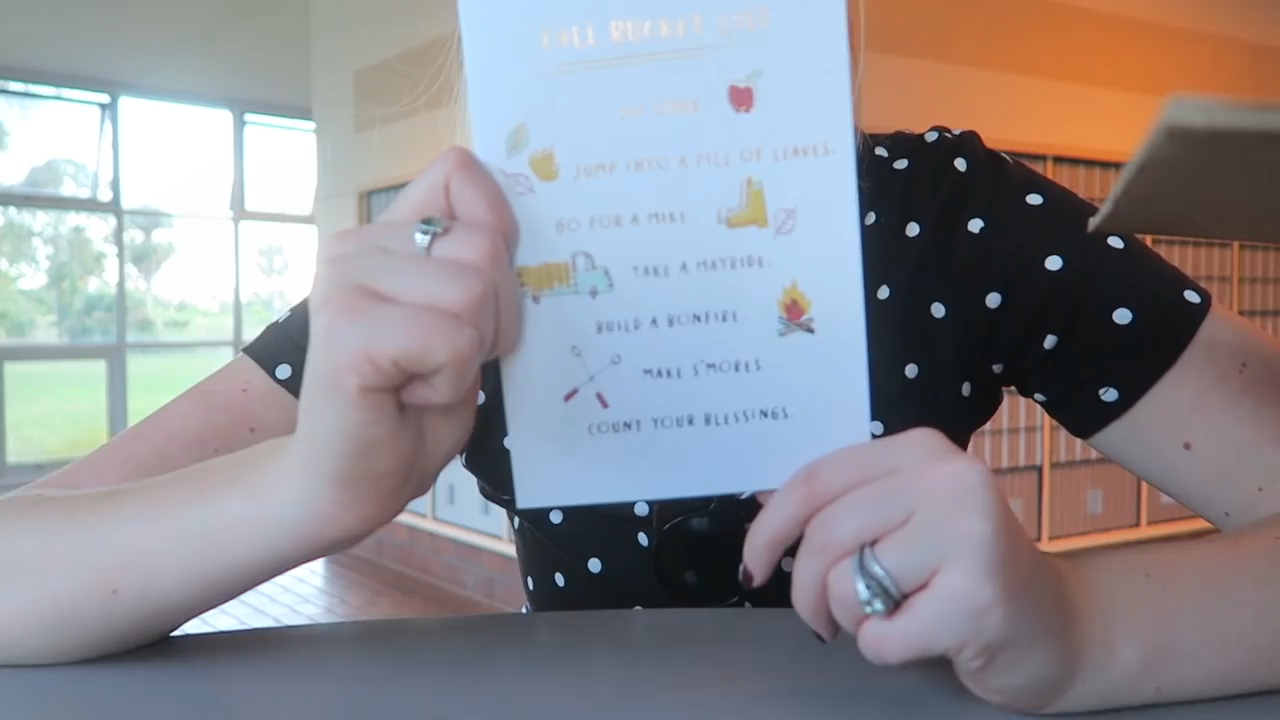 FALL BUCKET LIST
JUMP INTO A PILE OF LEAVES.
GO FOR A HIKE.
TAKE A HAYRIDE.
BUILD A BONFIRE.
MAKE S'MORES.
COUNT YOUR BLESSINGS.